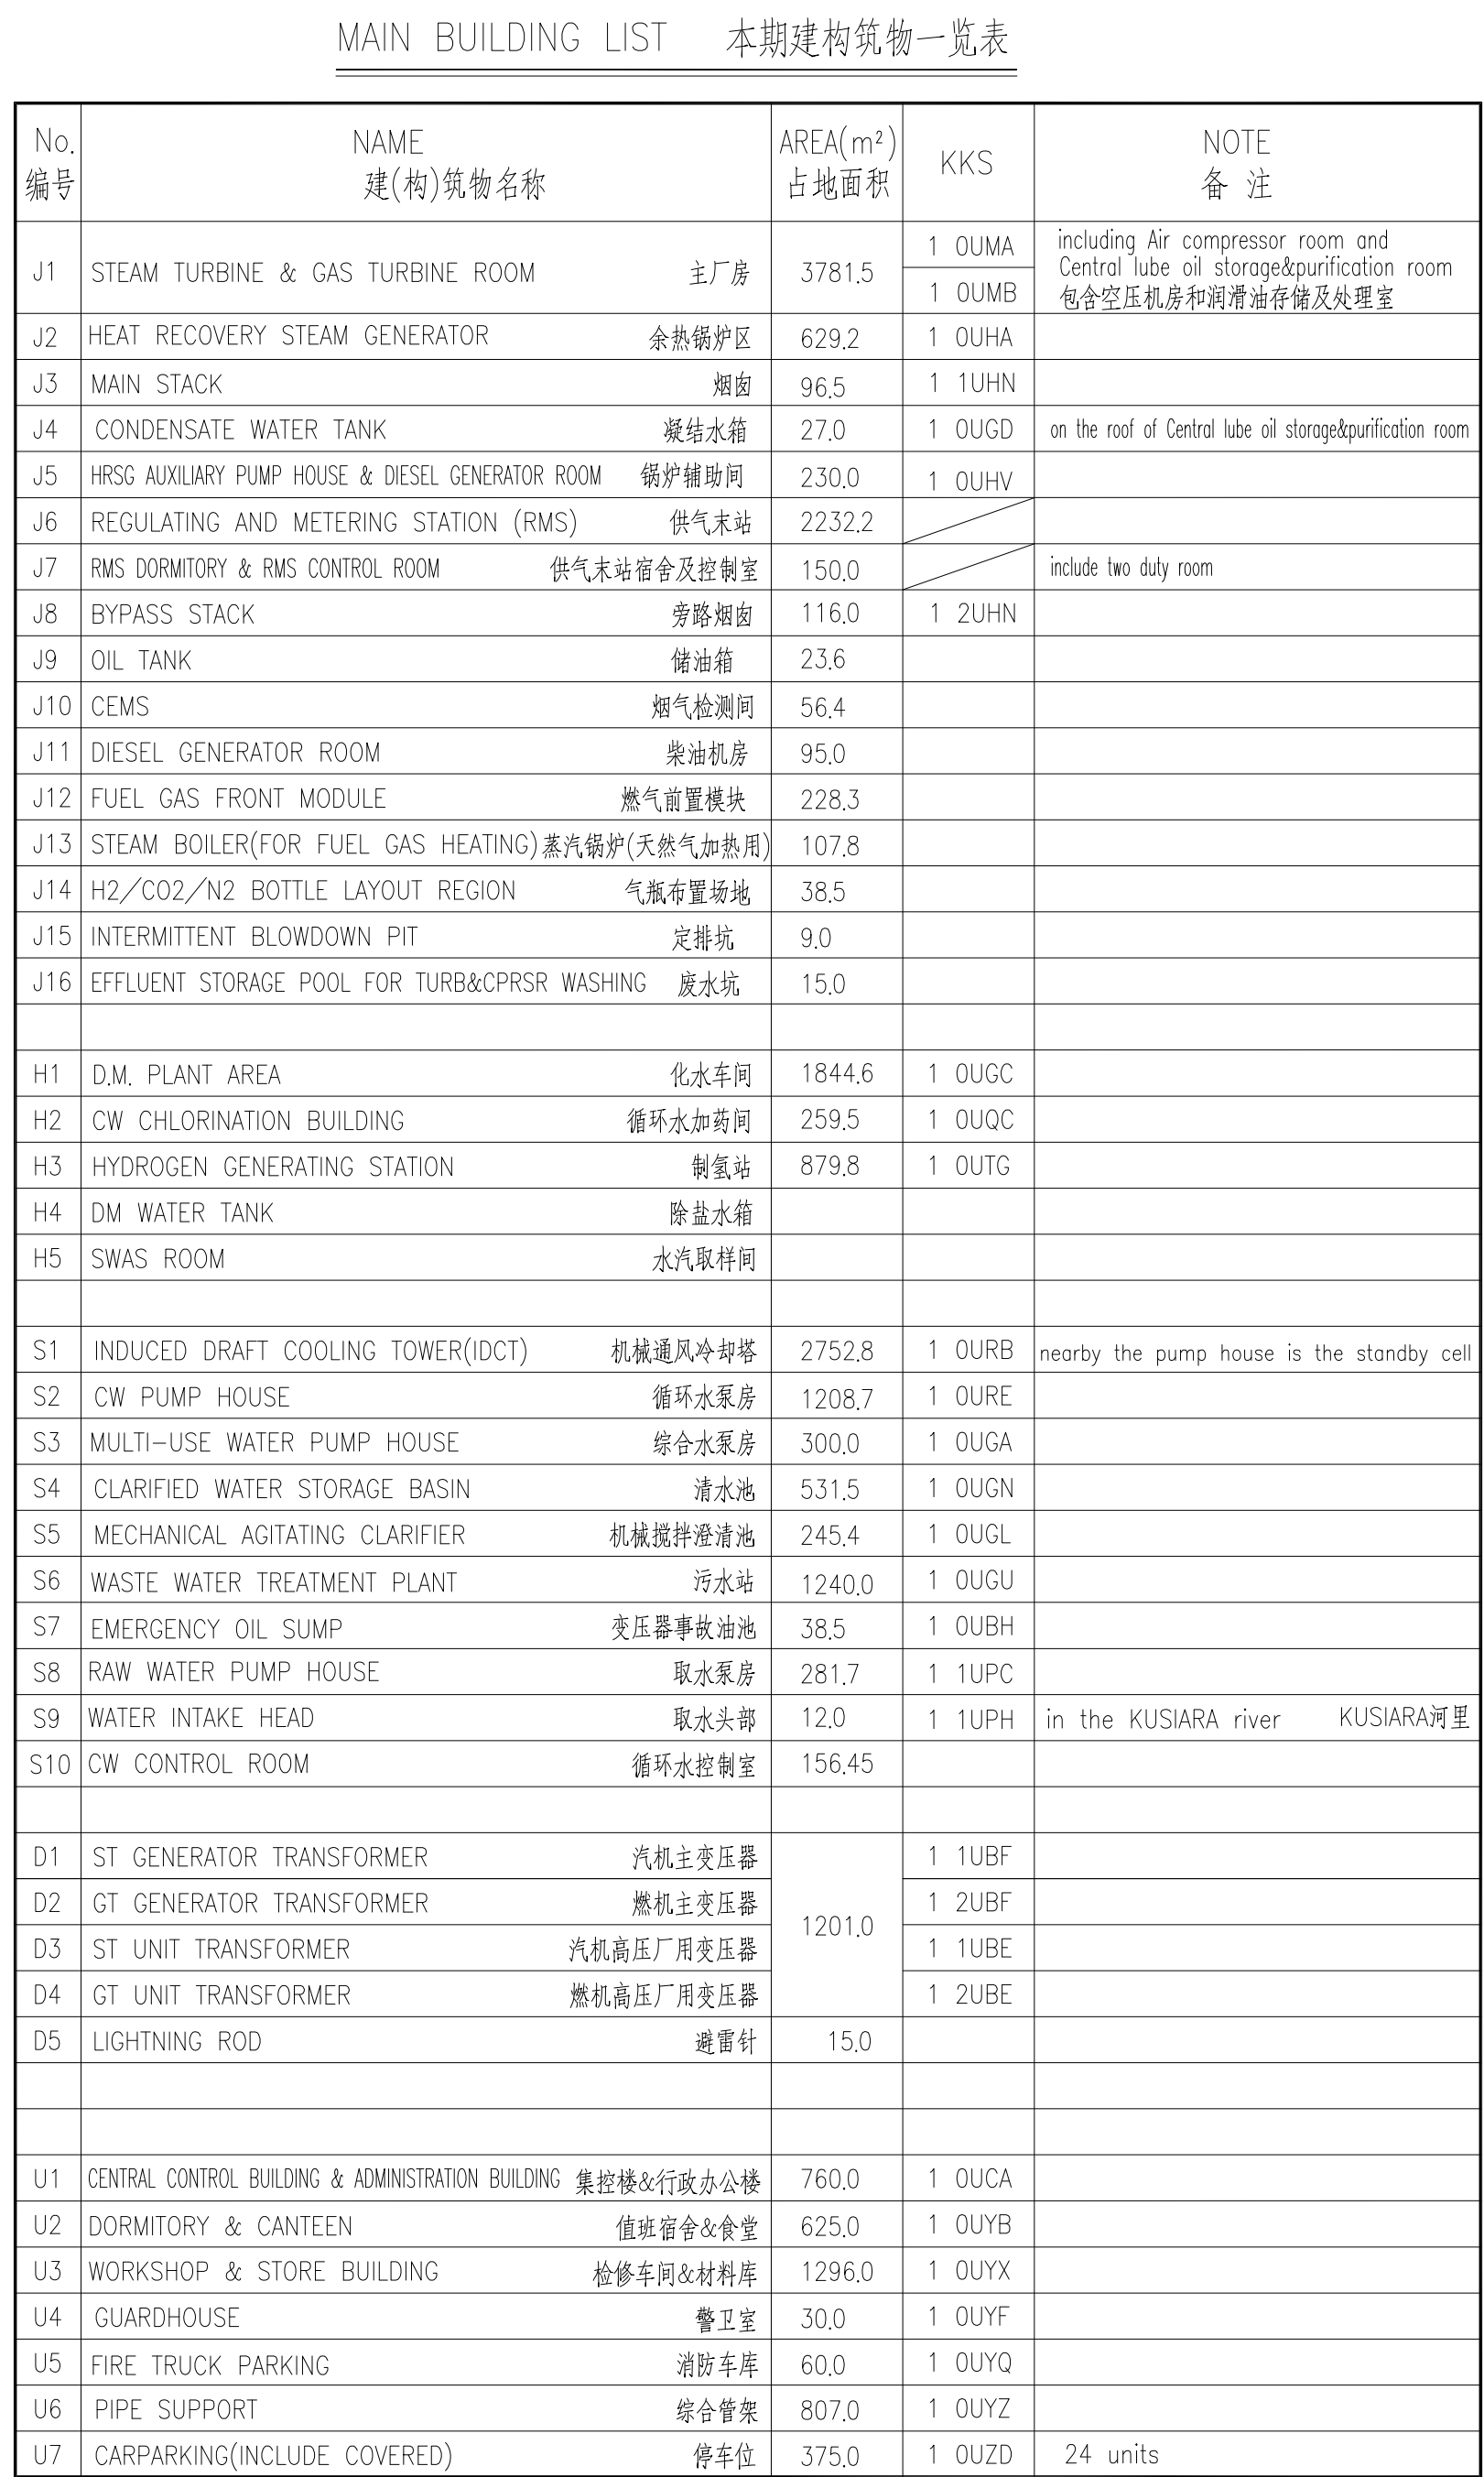 MAIN BUILDING LIST 本期建构筑物一览表
No. NAME AREA(m²) KKS NOTE
编号 建(构)筑物名称 占地面积 备 注
J1 STEAM TURBINE & GAS TURBINE ROOM 主厂房 3781.5 1 0UMA including Air compressor room and
Central lube oil storage&purification room
1 0UMB 包含空压机房和润滑油存储及处理室
J2 HEAT RECOVERY STEAM GENERATOR 余热锅炉区 629.2 1 0UHA
J3 MAIN STACK 烟囱 96.5 1 1UHN
J4 CONDENSATE WATER TANK 凝结水箱 27.0 1 0UGD on the roof of Central lube oil storage&purification room
J5 HRSG AUXILIARY PUMP HOUSE & DIESEL GENERATOR ROOM 锅炉辅助间 230.0 1 0UHV
J6 REGULATING AND METERING STATION (RMS) 供气末站 2232.2
J7 RMS DORMITORY & RMS CONTROL ROOM 供气末站宿舍及控制室 150.0 include two duty room
J8 BYPASS STACK 旁路烟囱 116.0 1 2UHN
J9 OIL TANK 储油箱 23.6
J10 CEMS 烟气检测间 56.4
J11 DIESEL GENERATOR ROOM 柴油机房 95.0
J12 FUEL GAS FRONT MODULE 燃气前置模块 228.3
J13 STEAM BOILER(FOR FUEL GAS HEATING) 蒸汽锅炉(天然气加热用) 107.8
J14 H2/CO2/N2 BOTTLE LAYOUT REGION 气瓶布置场地 38.5
J15 INTERMITTENT BLOWDOWN PIT 定排坑 9.0
J16 EFFLUENT STORAGE POOL FOR TURB&CPRSR WASHING 废水坑 15.0
H1 D.M. PLANT AREA 化水车间 1844.6 1 0UGC
H2 CW CHLORINATION BUILDING 循环水加药间 259.5 1 0UQC
H3 HYDROGEN GENERATING STATION 制氢站 879.8 1 0UTG
H4 DM WATER TANK 除盐水箱
H5 SWAS ROOM 水汽取样间
S1 INDUCED DRAFT COOLING TOWER(IDCT) 机械通风冷却塔 2752.8 1 0URB nearby the pump house is the standby cell
S2 CW PUMP HOUSE 循环水泵房 1208.7 1 0URE
S3 MULTI-USE WATER PUMP HOUSE 综合水泵房 300.0 1 0UGA
S4 CLARIFIED WATER STORAGE BASIN 清水池 531.5 1 0UGN
S5 MECHANICAL AGITATING CLARIFIER 机械搅拌澄清池 245.4 1 0UGL
S6 WASTE WATER TREATMENT PLANT 污水站 1240.0 1 0UGU
S7 EMERGENCY OIL SUMP 变压器事故油池 38.5 1 0UBH
S8 RAW WATER PUMP HOUSE 取水泵房 281.7 1 1UPC
S9 WATER INTAKE HEAD 取水头部 12.0 1 1UPH in the KUSIARA river KUSIARA河里
S10 CW CONTROL ROOM 循环水控制室 156.45
D1 ST GENERATOR TRANSFORMER 汽机主变压器 1 1UBF
D2 GT GENERATOR TRANSFORMER 燃机主变压器 1 2UBF
1201.0
D3 ST UNIT TRANSFORMER 汽机高压厂用变压器 1 1UBE
D4 GT UNIT TRANSFORMER 燃机高压厂用变压器 1 2UBE
D5 LIGHTNING ROD 避雷针 15.0
U1 CENTRAL CONTROL BUILDING & ADMINISTRATION BUILDING 集控楼&行政办公楼 760.0 1 0UCA
U2 DORMITORY & CANTEEN 值班宿舍&食堂 625.0 1 0UYB
U3 WORKSHOP & STORE BUILDING 检修车间&材料库 1296.0 1 0UYX
U4 GUARDHOUSE 警卫室 30.0 1 0UYF
U5 FIRE TRUCK PARKING 消防车库 60.0 1 0UYQ
U6 PIPE SUPPORT 综合管架 807.0 1 0UYZ
U7 CARPARKING(INCLUDE COVERED) 停车位 375.0 1 0UZD 24 units